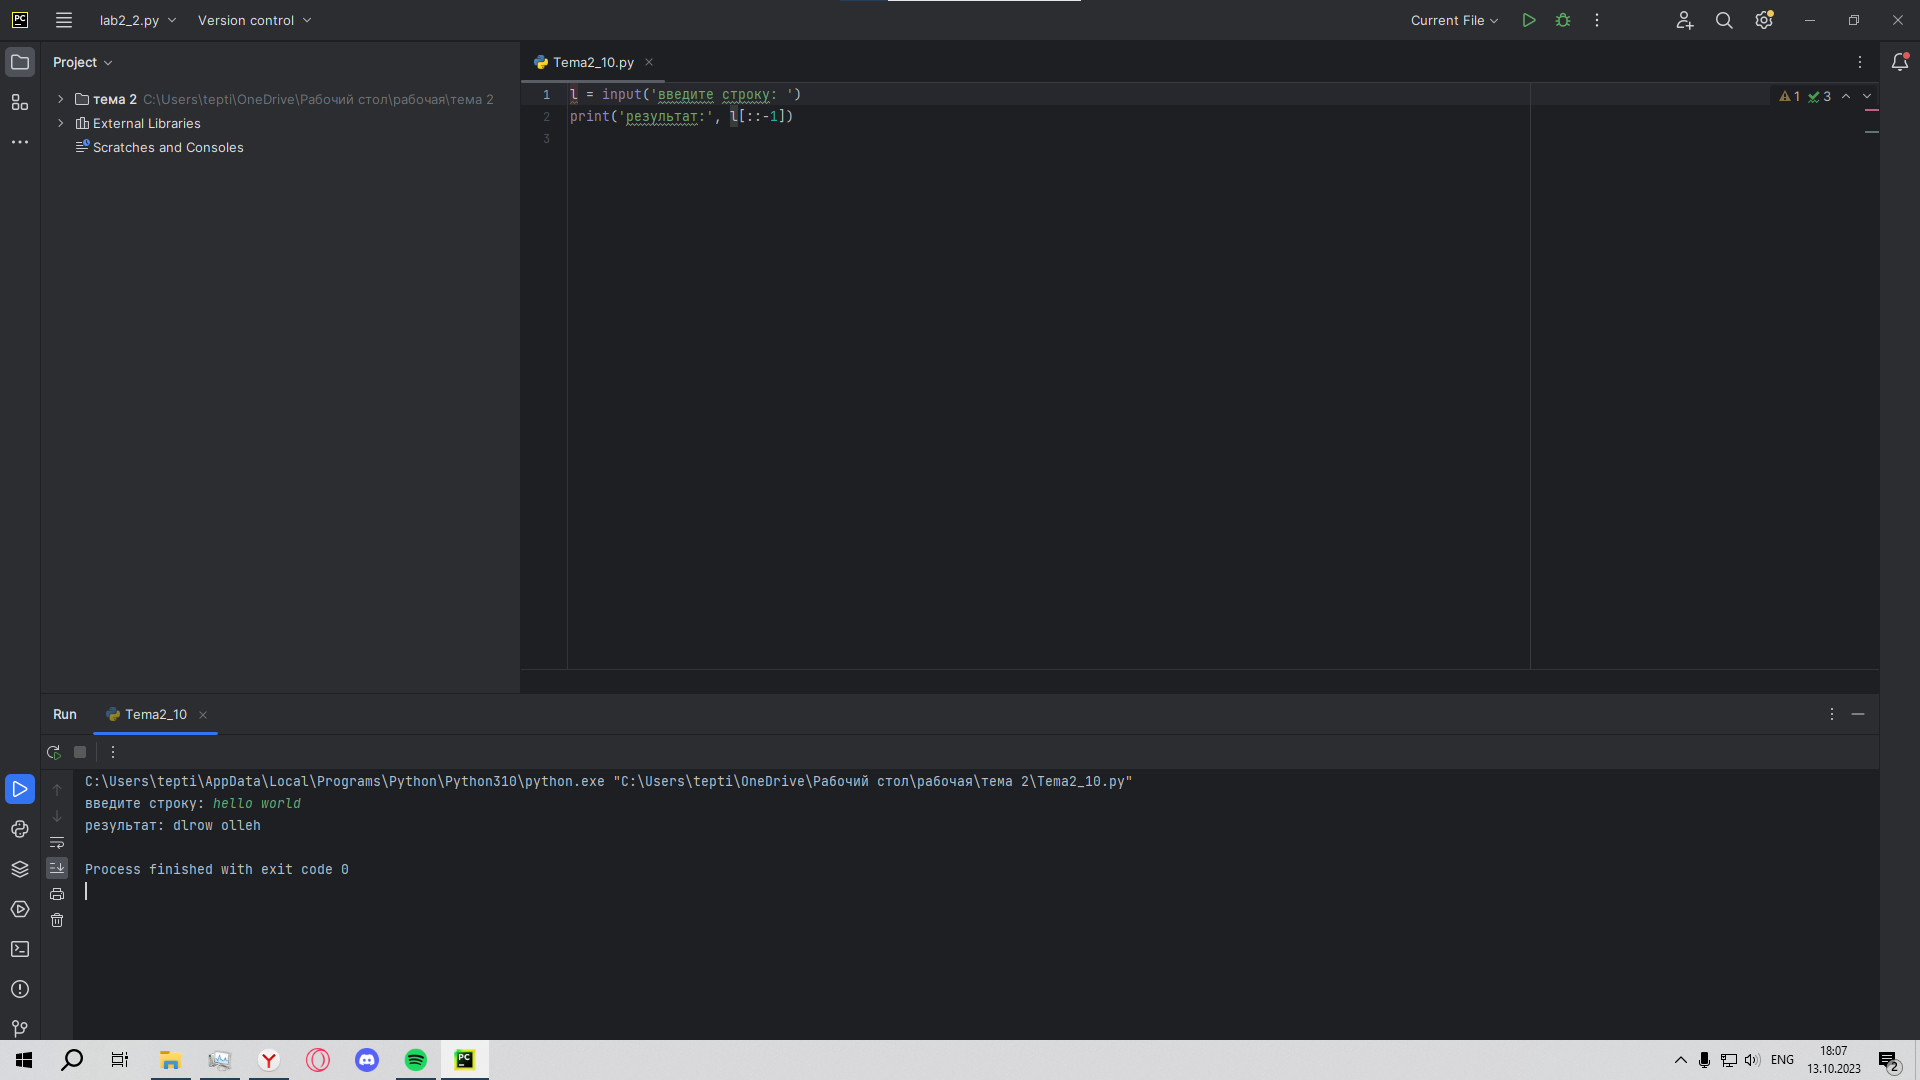 PC lab2_2.py Version control Current File
Project
Tema2_10.py
тема 2 C:\Users\tepti\OneDrive\Рабочий стол\рабочая\тема 2
External Libraries
Scratches and Consoles
1 l = input('введите строку: ')
2 print('результат:', l[::-1])
3
1 3
Run Tema2_10
C:\Users\tepti\AppData\Local\Programs\Python\Python310\python.exe "C:\Users\tepti\OneDrive\Рабочий стол\рабочая\тема 2\Tema2_10.py"
введите строку: hello world
результат: dlrow olleh
Process finished with exit code 0
PC
ENG
18:07
13.10.2023
2